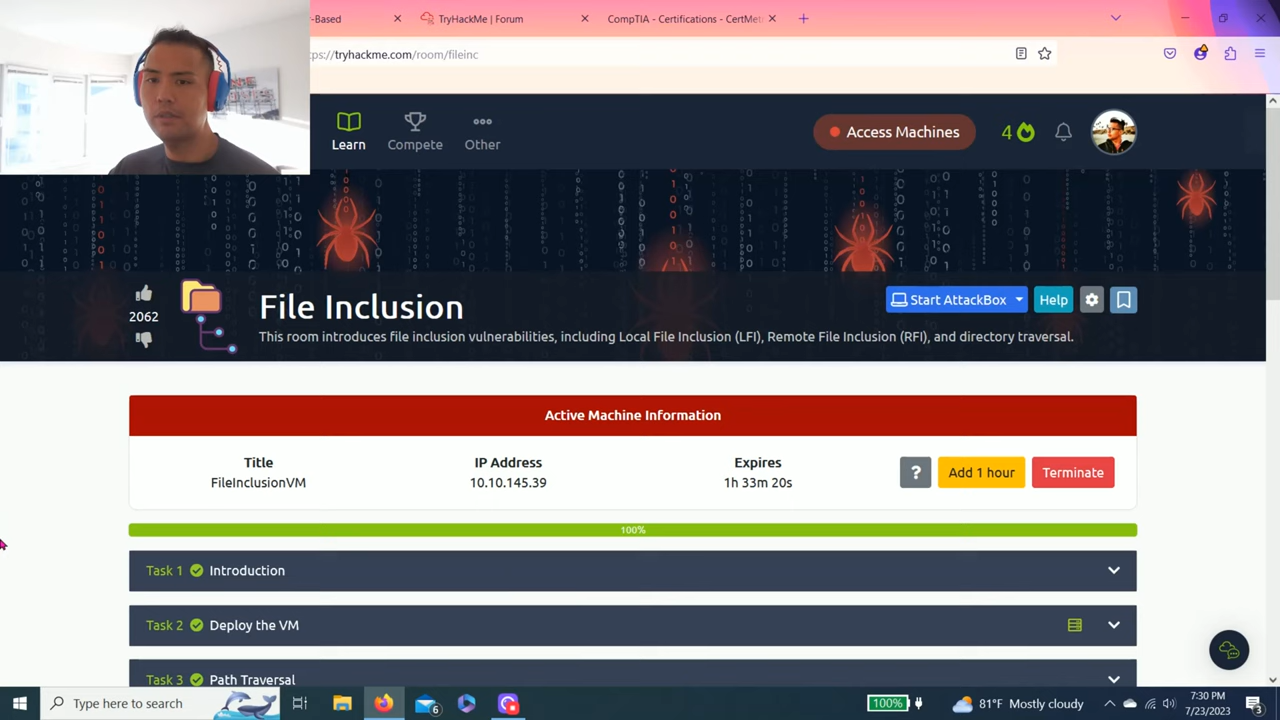 -Based
TryHackMe | Forum
CompTIA - Certifications - CertMet
ps://tryhackme.com/room/fileinc
Learn
Compete
Other
Access Machines
4
2062
File Inclusion
Start AttackBox
Help
This room introduces file inclusion vulnerabilities, including Local File Inclusion (LFI), Remote File Inclusion (RFI), and directory traversal.
Active Machine Information
Title
IP Address
Expires
FileInclusionVM
10.10.145.39
1h 33m 20s
?
Add 1 hour
Terminate
100%
Task 1 Introduction
Task 2 Deploy the VM
Task 3 Path Traversal
Type here to search
6
100%
81°F Mostly cloudy
7:30 PM
7/23/2023
3